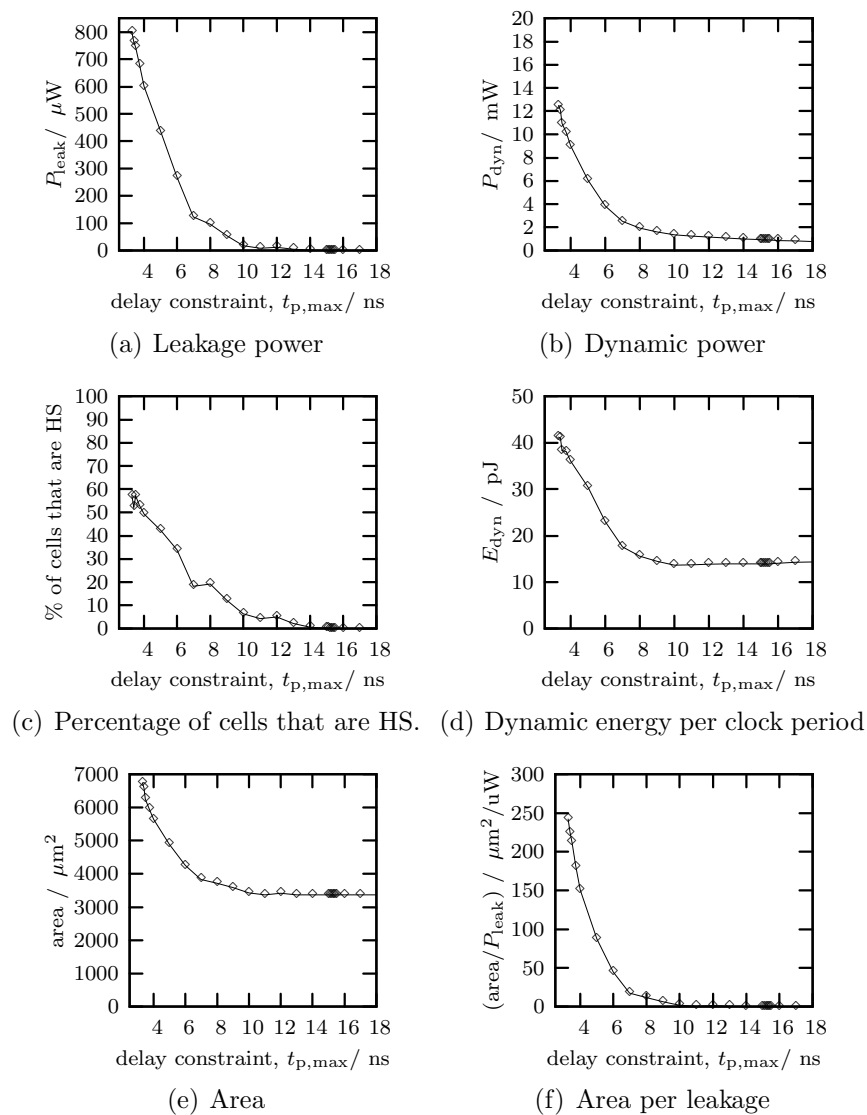 800
700
600
500
400
300
200
100
0
P_leak/ μW
4 6 8 10 12 14 16 18
delay constraint, t_p,max/ ns
(a) Leakage power
20
18
16
14
12
10
8
6
4
2
0
P_dyn/ mW
4 6 8 10 12 14 16 18
delay constraint, t_p,max/ ns
(b) Dynamic power
100
90
80
70
60
50
40
30
20
10
0
% of cells that are HS
4 6 8 10 12 14 16 18
delay constraint, t_p,max/ ns
(c) Percentage of cells that are HS.
50
40
30
20
10
0
E_dyn / pJ
4 6 8 10 12 14 16 18
delay constraint, t_p,max/ ns
(d) Dynamic energy per clock period
7000
6000
5000
4000
3000
2000
1000
0
area / μm²
4 6 8 10 12 14 16 18
delay constraint, t_p,max/ ns
(e) Area
300
250
200
150
100
50
0
(area/P_leak) / μm²/uW
4 6 8 10 12 14 16 18
delay constraint, t_p,max/ ns
(f) Area per leakage